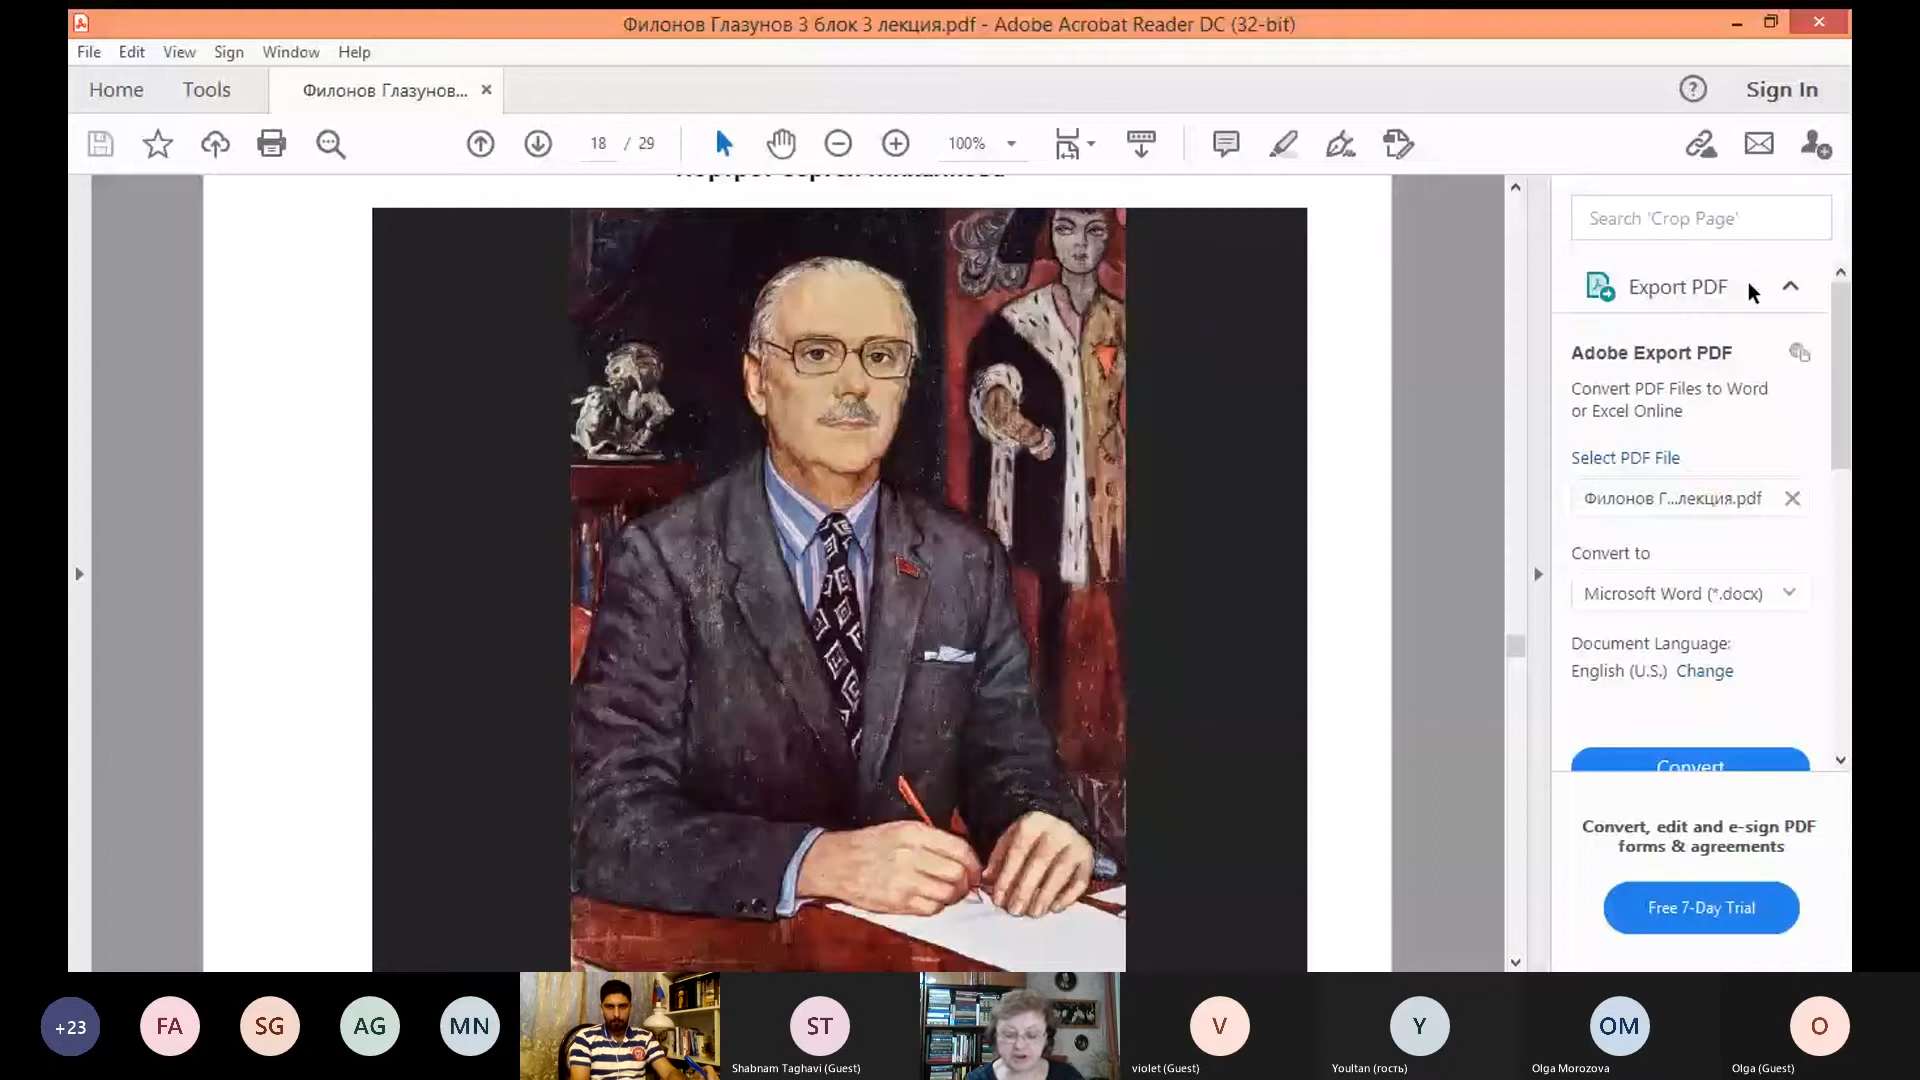 Филонов Глазунов 3 блок 3 лекция.pdf - Adobe Acrobat Reader DC (32-bit)
File Edit View Sign Window Help
Home Tools Филонов Глазунов... Sign In
18 / 29 100%
Search 'Crop Page'
Export PDF
Adobe Export PDF
Convert PDF Files to Word
or Excel Online
Select PDF File
Филонов Г...лекция.pdf
Convert to
Microsoft Word (*.docx)
Document Language:
English (U.S.) Change
Convert
Convert, edit and e-sign PDF
forms & agreements
Free 7-Day Trial
+23 FA SG AG MN ST V Y OM O
Shabnam Taghavi (Guest) violet (Guest) Youltan (гость) Olga Morozova Olga (Guest)